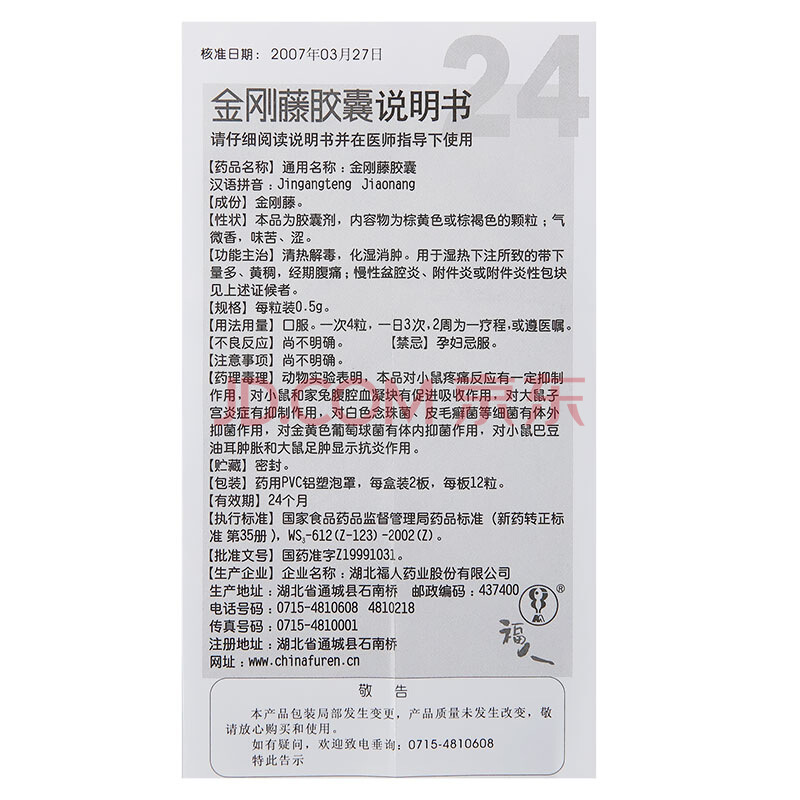 核准日期： 2007年03月27日
24
金刚藤胶囊说明书
请仔细阅读说明书并在医师指导下使用
【药品名称】通用名称：金刚藤胶囊
汉语拼音：Jingangteng Jiaonang
【成份】金刚藤。
【性状】本品为胶囊剂，内容物为棕黄色或棕褐色的颗粒；气
微香，味苦、涩。
【功能主治】清热解毒，化湿消肿。用于湿热下注所致的带下
量多、黄稠，经期腹痛；慢性盆腔炎、附件炎或附件炎性包块
见上述证候者。
【规格】每粒装0.5g。
【用法用量】口服。一次4粒，一日3次，2周为一疗程，或遵医嘱。
【不良反应】尚不明确。 【禁忌】孕妇忌服。
【注意事项】尚不明确。
【药理毒理】动物实验表明，本品对小鼠疼痛反应有一定抑制
作用，对小鼠和家兔腹腔血凝块有促进吸收作用，对大鼠子
宫炎症有抑制作用，对白色念珠菌、皮毛癣菌等细菌有体外
抑菌作用，对金黄色葡萄球菌有体内抑菌作用，对小鼠巴豆
油耳肿胀和大鼠足肿显示抗炎作用。
JD.COM 京东
【贮藏】密封。
【包装】药用PVC铝塑泡罩，每盒装2板，每板12粒。
【有效期】24个月
【执行标准】国家食品药品监督管理局药品标准（新药转正标
准 第35册），WS₃-612(Z-123)-2002(Z)。
【批准文号】国药准字Z19991031。
【生产企业】企业名称：湖北福人药业股份有限公司
生产地址：湖北省通城县石南桥 邮政编码：437400
电话号码：0715-4810608 4810218
传真号码：0715-4810001
注册地址：湖北省通城县石南桥
网址：www.chinafuren.cn
®
福人
敬 告
本产品包装局部发生变更，产品质量未发生改变，敬
请放心购买和使用。
如有疑问，欢迎致电垂询：0715-4810608
特此告示